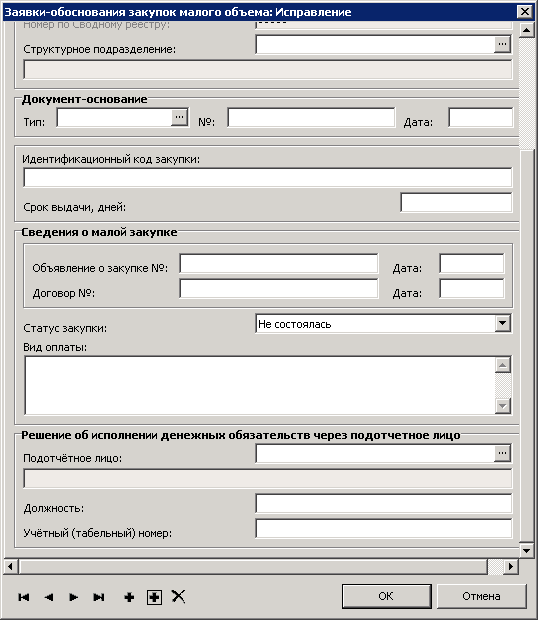 Заявки-обоснования закупок малого объема: Исправление
Номер по Сводному реестру:
Структурное подразделение:
...
Документ-основание
Тип: ... №: Дата:
Идентификационный код закупки:
Срок выдачи, дней:
Сведения о малой закупке
Объявление о закупке №: Дата:
Договор №: Дата:
Статус закупки: Не состоялась
Вид оплаты:
Решение об исполнении денежных обязательств через подотчетное лицо
Подотчётное лицо: ...
Должность:
Учётный (табельный) номер:
OK Отмена